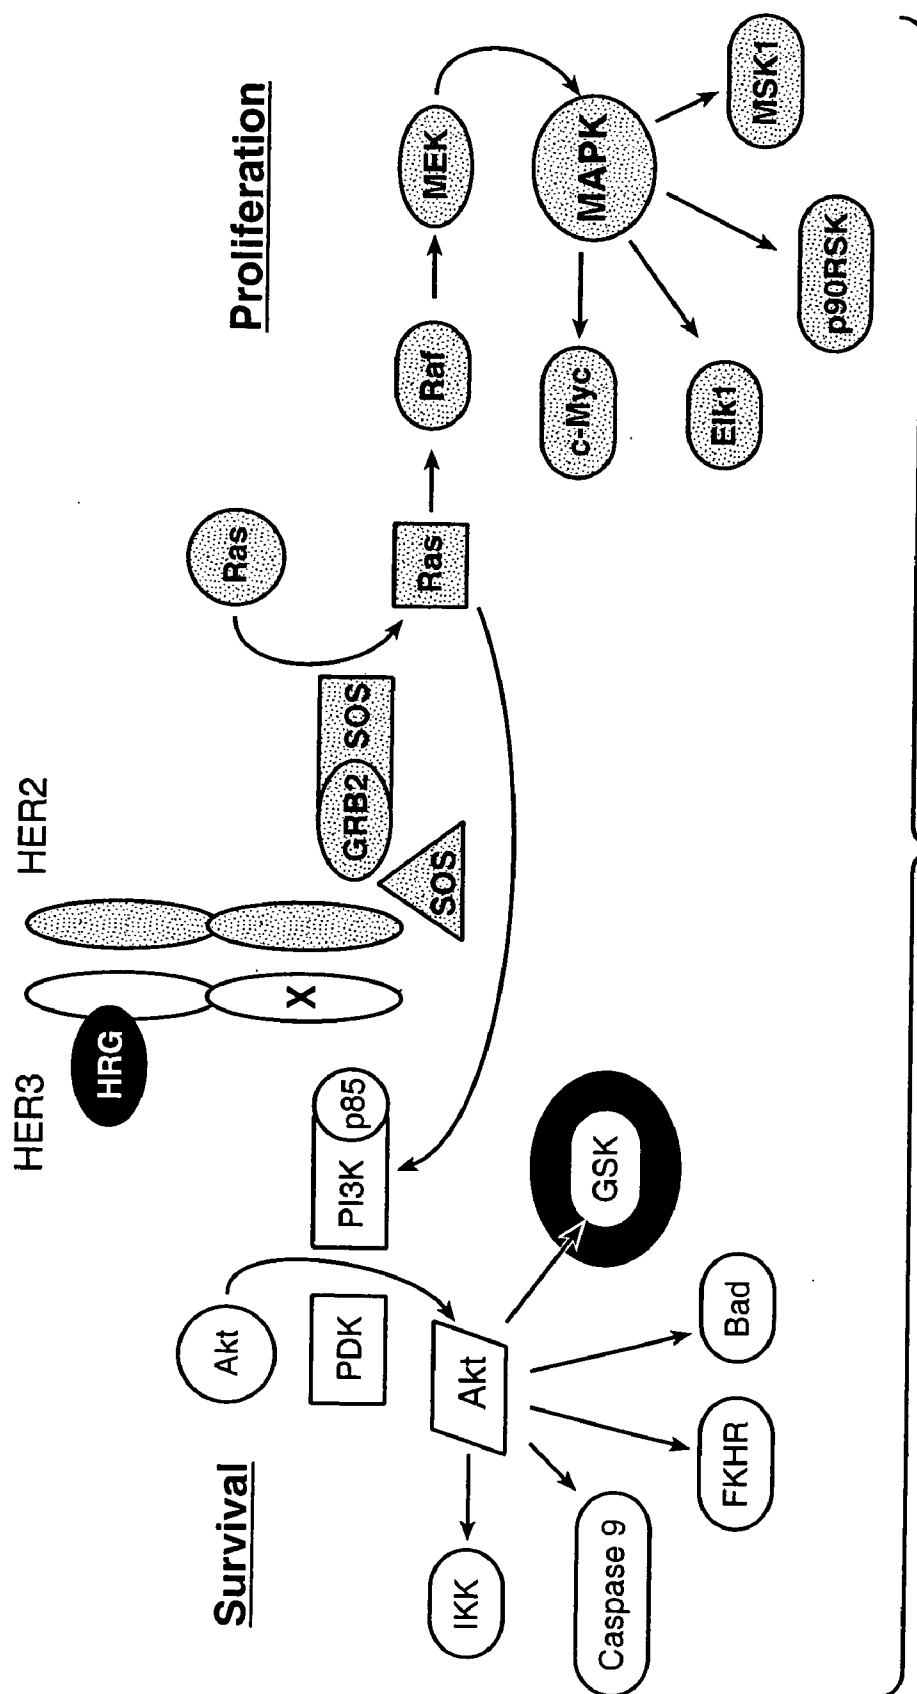 HER3
HER2
HRG
X
Survival
Proliferation
Akt
PDK
PI3K
p85
GRB2
SOS
SOS
Ras
Ras
Raf
MEK
MAPK
Akt
IKK
Caspase 9
FKHR
Bad
GSK
c-Myc
Elk1
p90RSK
MSK1